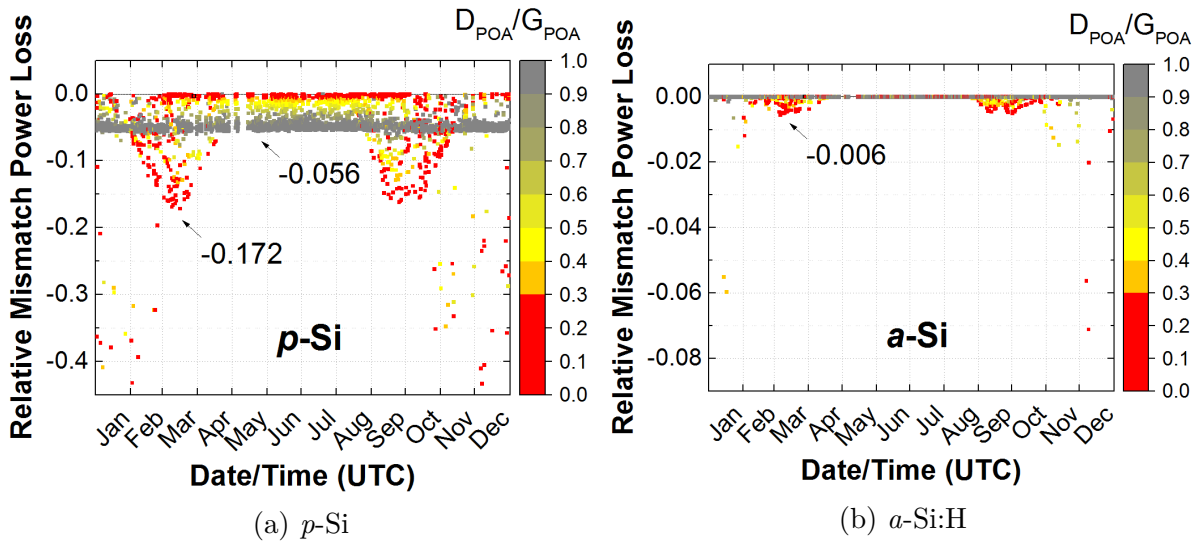 D_POA/G_POA
Relative Mismatch Power Loss
0.0
-0.1
-0.2
-0.3
-0.4
-0.056
-0.172
p-Si
1.0
0.9
0.8
0.7
0.6
0.5
0.4
0.3
0.2
0.1
0.0
Jan Feb Mar Apr May Jun Jul Aug Sep Oct Nov Dec
Date/Time (UTC)
(a) p-Si
D_POA/G_POA
Relative Mismatch Power Loss
0.000
-0.02
-0.04
-0.06
-0.08
-0.006
a-Si
1.0
0.9
0.8
0.7
0.6
0.5
0.4
0.3
0.2
0.1
0.0
Jan Feb Mar Apr May Jun Jul Aug Sep Oct Nov Dec
Date/Time (UTC)
(b) a-Si:H